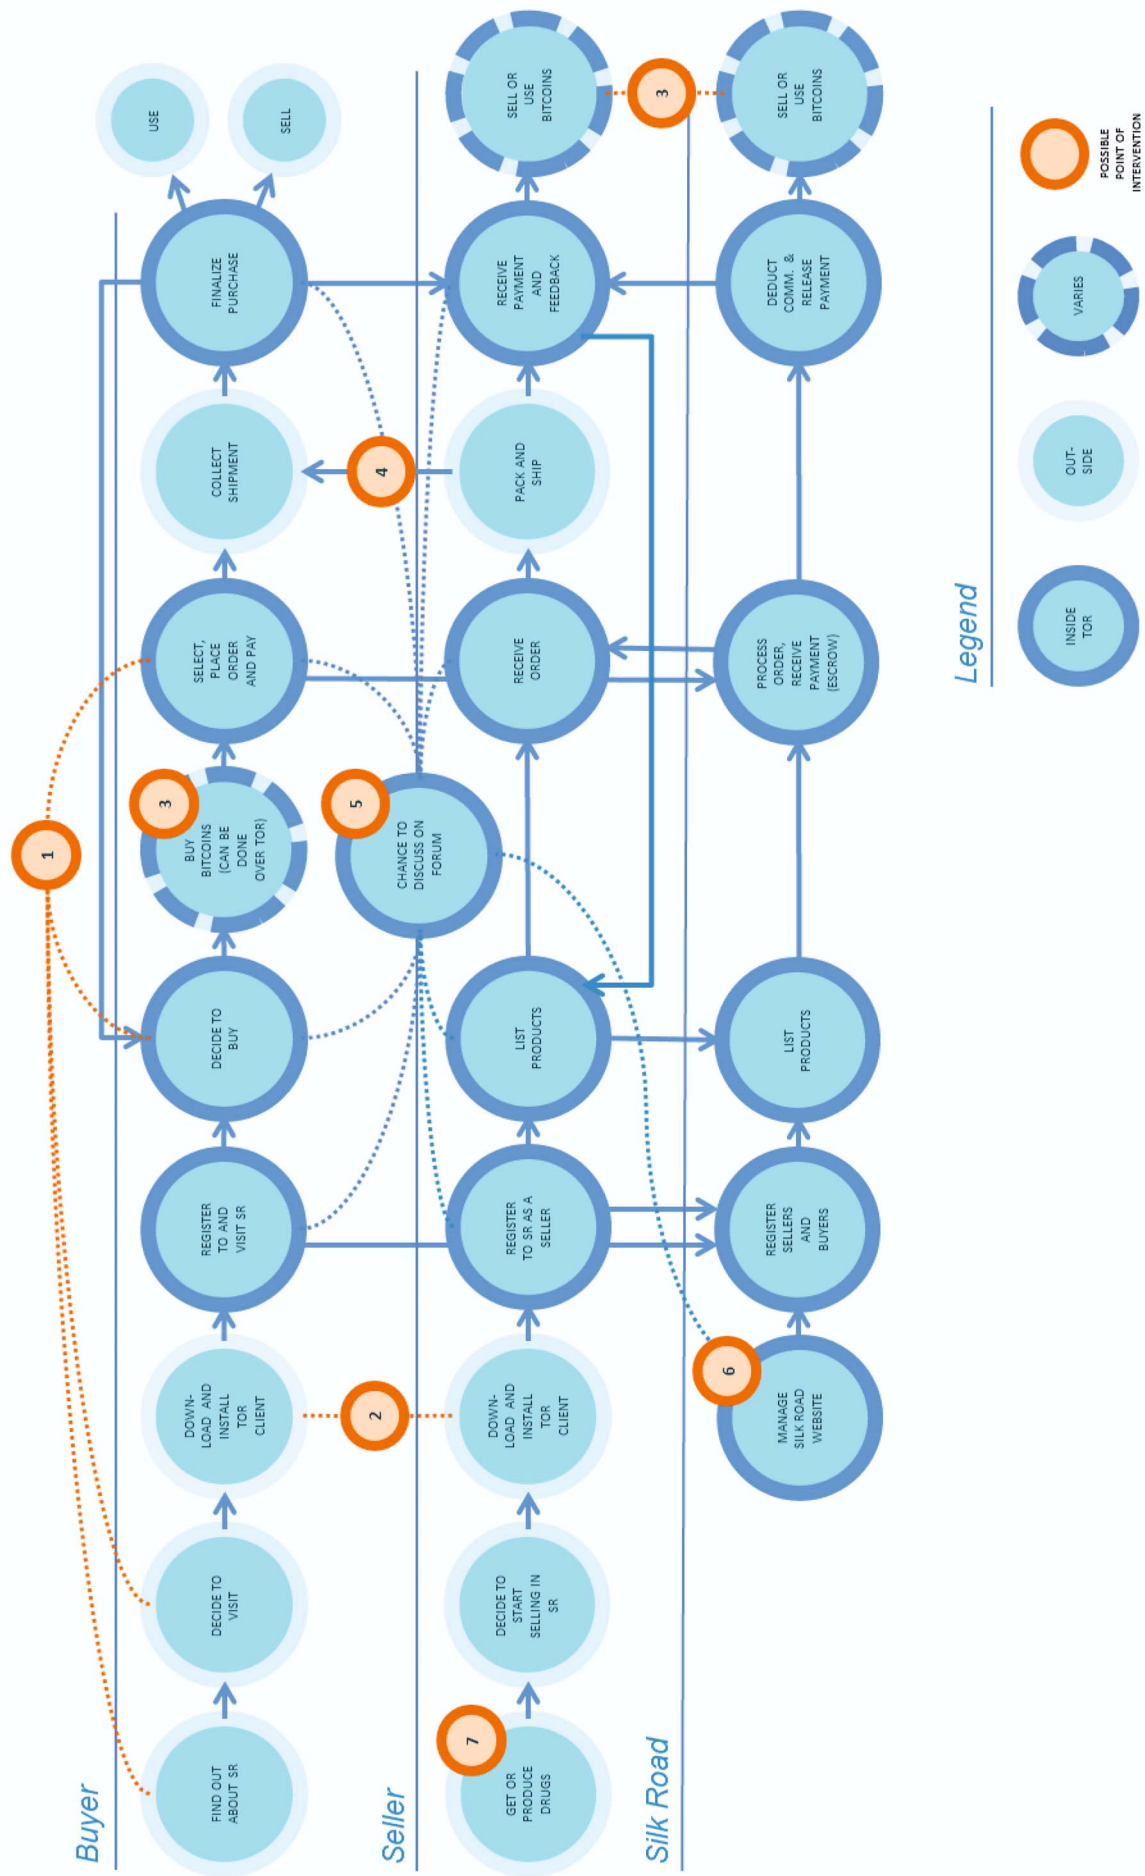 Buyer
1
FIND OUT
ABOUT SR
DECIDE TO
VISIT
DOWN-
LOAD AND
INSTALL
TOR
CLIENT
REGISTER
TO AND
VISIT SR
DECIDE TO
BUY
3
BUY
BITCOINS
(CAN BE
DONE
OVER TOR)
SELECT,
PLACE
ORDER
AND PAY
COLLECT
SHIPMENT
FINALIZE
PURCHASE
USE
SELL
2
5
CHANCE TO
DISCUSS ON
FORUM
4
Seller
7
GET OR
PRODUCE
DRUGS
DECIDE TO
START
SELLING IN
SR
DOWN-
LOAD AND
INSTALL
TOR
CLIENT
REGISTER
TO SR AS A
SELLER
LIST
PRODUCTS
RECEIVE
ORDER
PACK AND
SHIP
RECEIVE
PAYMENT
AND
FEEDBACK
SELL OR
USE
BITCOINS
3
Silk Road
6
MANAGE
SILK ROAD
WEBSITE
REGISTER
SELLERS
AND
BUYERS
LIST
PRODUCTS
PROCESS
ORDER,
RECEIVE
PAYMENT
(ESCROW)
DEDUCT
COMM. &
RELEASE
PAYMENT
SELL OR
USE
BITCOINS
Legend
INSIDE
TOR
OUT-
SIDE
VARIES
POSSIBLE
POINT OF
INTERVENTION